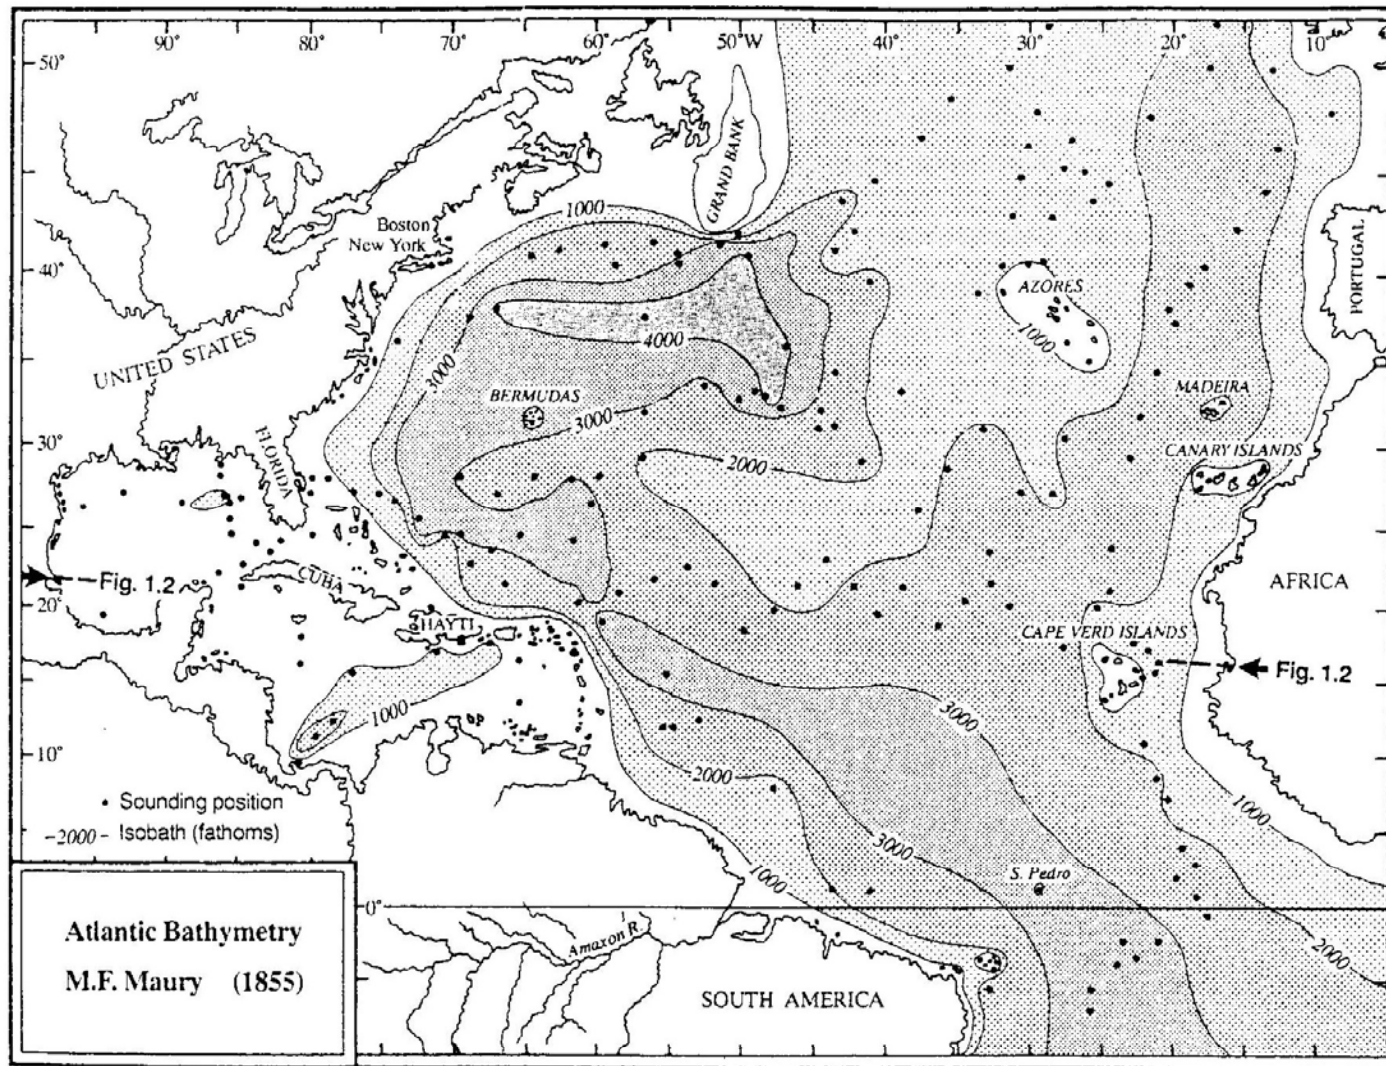 90° 80° 70° 60° 50°W 40° 30° 20° 10°
50°
GRAND BANK
1000
Boston
New York
PORTUGAL
40°
AZORES
1000
4000
UNITED STATES
3000
MADEIRA
BERMUDAS
3000
30°
FLORIDA
2000
CANARY ISLANDS
Fig. 1.2
CUBA
AFRICA
20°
HAYTI
CAPE VERD ISLANDS
Fig. 1.2
1000
3000
10°
2000
1000
• Sounding position
-2000- Isobath (fathoms)
3000
1000
S. Pedro
0°
2000
Amaxon R.
Atlantic Bathymetry
M.F. Maury (1855)
SOUTH AMERICA